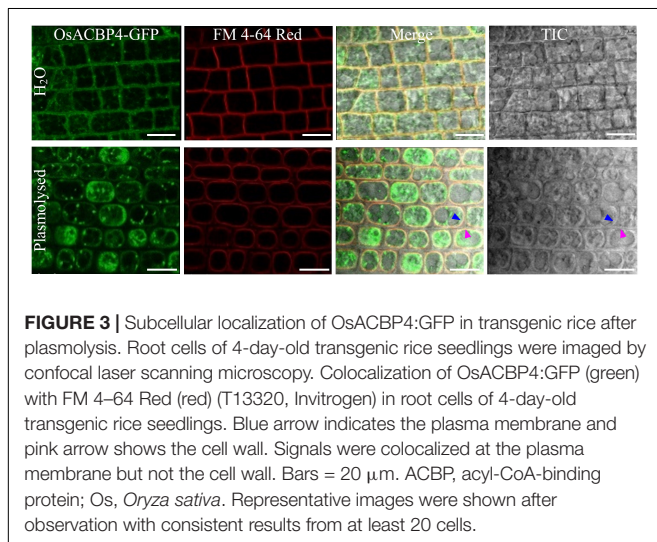 OsACBP4-GFP FM 4-64 Red Merge TIC
H₂O
Plasmolysed
FIGURE 3 | Subcellular localization of OsACBP4:GFP in transgenic rice after
plasmolysis. Root cells of 4-day-old transgenic rice seedlings were imaged by
confocal laser scanning microscopy. Colocalization of OsACBP4:GFP (green)
with FM 4–64 Red (red) (T13320, Invitrogen) in root cells of 4-day-old
transgenic rice seedlings. Blue arrow indicates the plasma membrane and
pink arrow shows the cell wall. Signals were colocalized at the plasma
membrane but not the cell wall. Bars = 20 μm. ACBP, acyl-CoA-binding
protein; Os, Oryza sativa. Representative images were shown after
observation with consistent results from at least 20 cells.